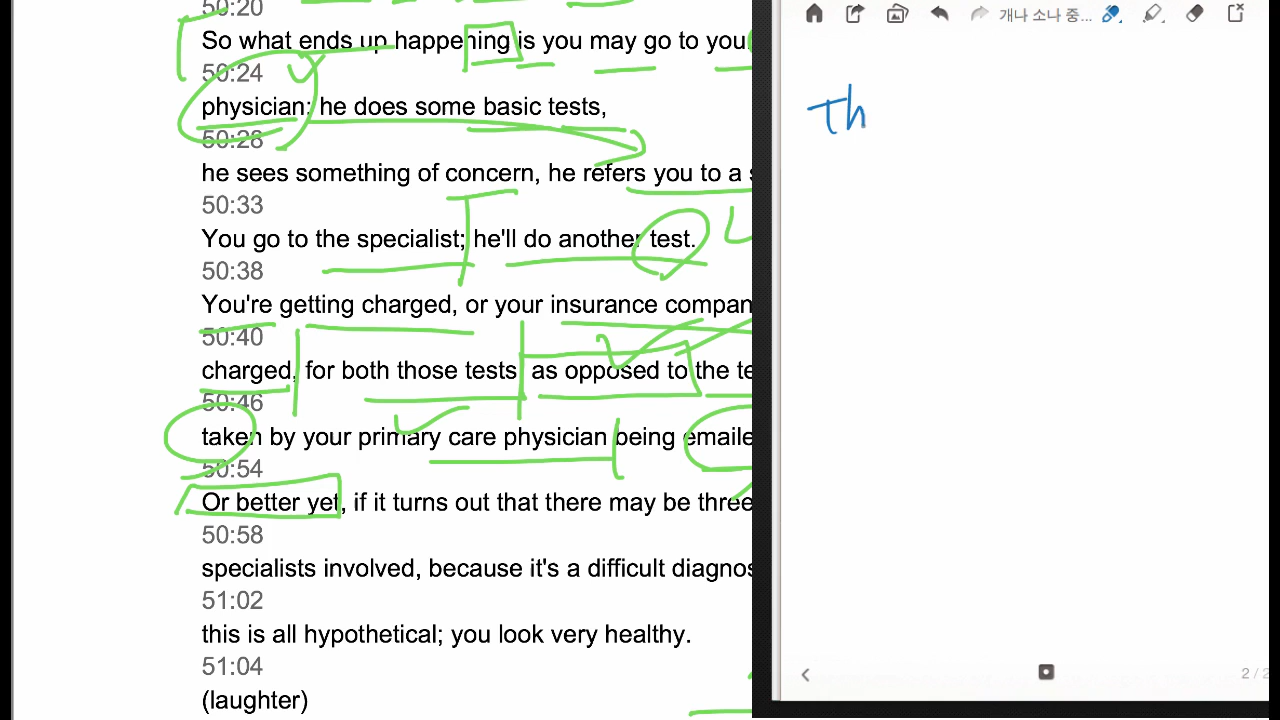 50:20
So what ends up happening is you may go to you
50:24
physician; he does some basic tests,
50:28
he sees something of concern, he refers you to a s
50:33
You go to the specialist; he'll do another test.
50:38
You're getting charged, or your insurance compan
50:40
charged, for both those tests as opposed to the te
50:46
taken by your primary care physician being emaile
50:54
Or better yet, if it turns out that there may be three
50:58
specialists involved, because it's a difficult diagnos
51:02
this is all hypothetical; you look very healthy.
51:04
(laughter)
개나 소나 중...
Th
2/2